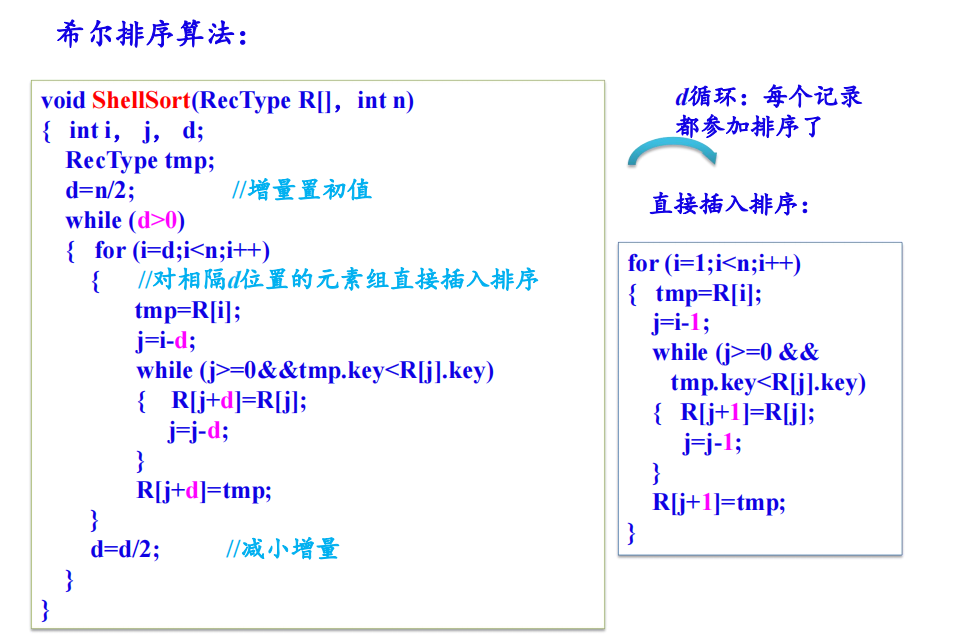 希尔排序算法：
void ShellSort(RecType R[]，int n)
{ int i， j， d;
RecType tmp;
d=n/2; //增量置初值
while (d>0)
{ for (i=d;i<n;i++)
{ //对相隔d位置的元素组直接插入排序
tmp=R[i];
j=i-d;
while (j>=0&&tmp.key<R[j].key)
{ R[j+d]=R[j];
j=j-d;
}
R[j+d]=tmp;
}
d=d/2; //减小增量
}
}
d循环：每个记录
都参加排序了
直接插入排序：
for (i=1;i<n;i++)
{ tmp=R[i];
j=i-1;
while (j>=0 &&
tmp.key<R[j].key)
{ R[j+1]=R[j];
j=j-1;
}
R[j+1]=tmp;
}